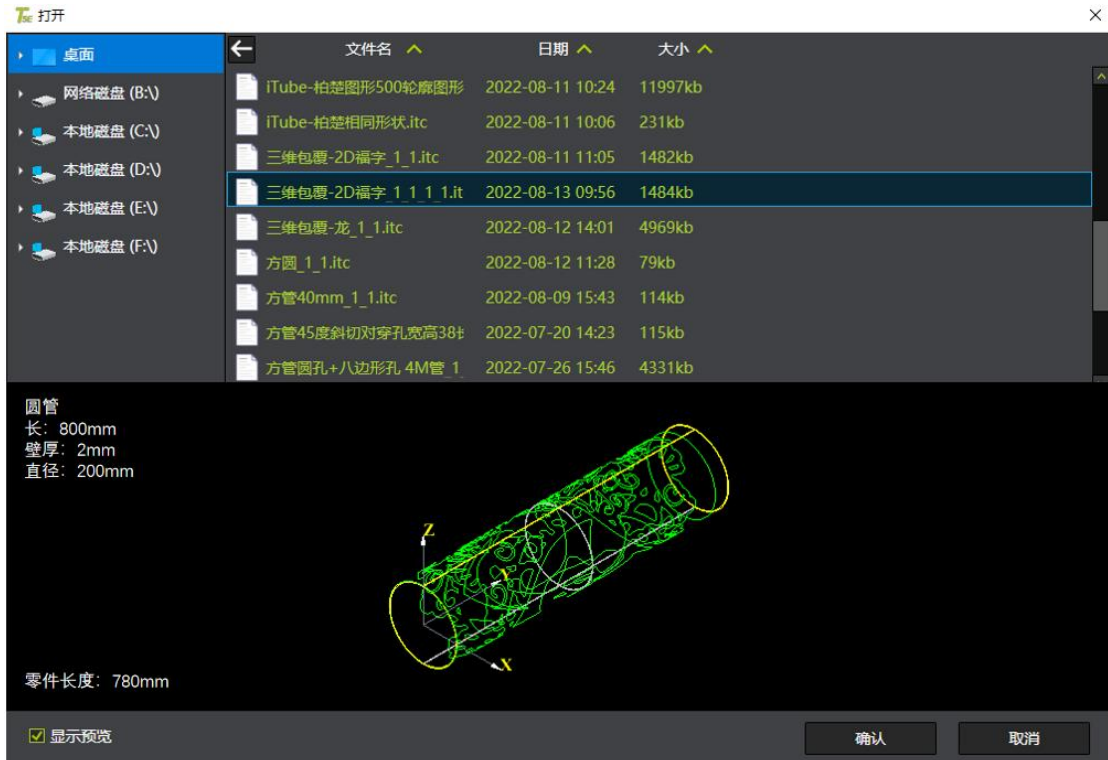 TSE 打开
桌面
网络磁盘 (B:\)
本地磁盘 (C:\)
本地磁盘 (D:\)
本地磁盘 (E:\)
本地磁盘 (F:\)
文件名 日期 大小
iTube-柏楚图形500轮廓图形 2022-08-11 10:24 11997kb
iTube-柏楚相同形状.itc 2022-08-11 10:06 231kb
三维包覆-2D福字_1_1.itc 2022-08-11 11:05 1482kb
三维包覆-2D福字_1_1_1_1.it 2022-08-13 09:56 1484kb
三维包覆-龙_1_1.itc 2022-08-12 14:01 4969kb
方圆_1_1.itc 2022-08-12 11:28 79kb
方管40mm_1_1.itc 2022-08-09 15:43 114kb
方管45度斜切对穿孔宽高38 2022-07-20 14:23 115kb
方管圆孔+八边形孔 4M管_1 2022-07-26 15:46 4331kb
圆管
长: 800mm
壁厚: 2mm
直径: 200mm
Z
Y
X
零件长度: 780mm
显示预览
确认
取消